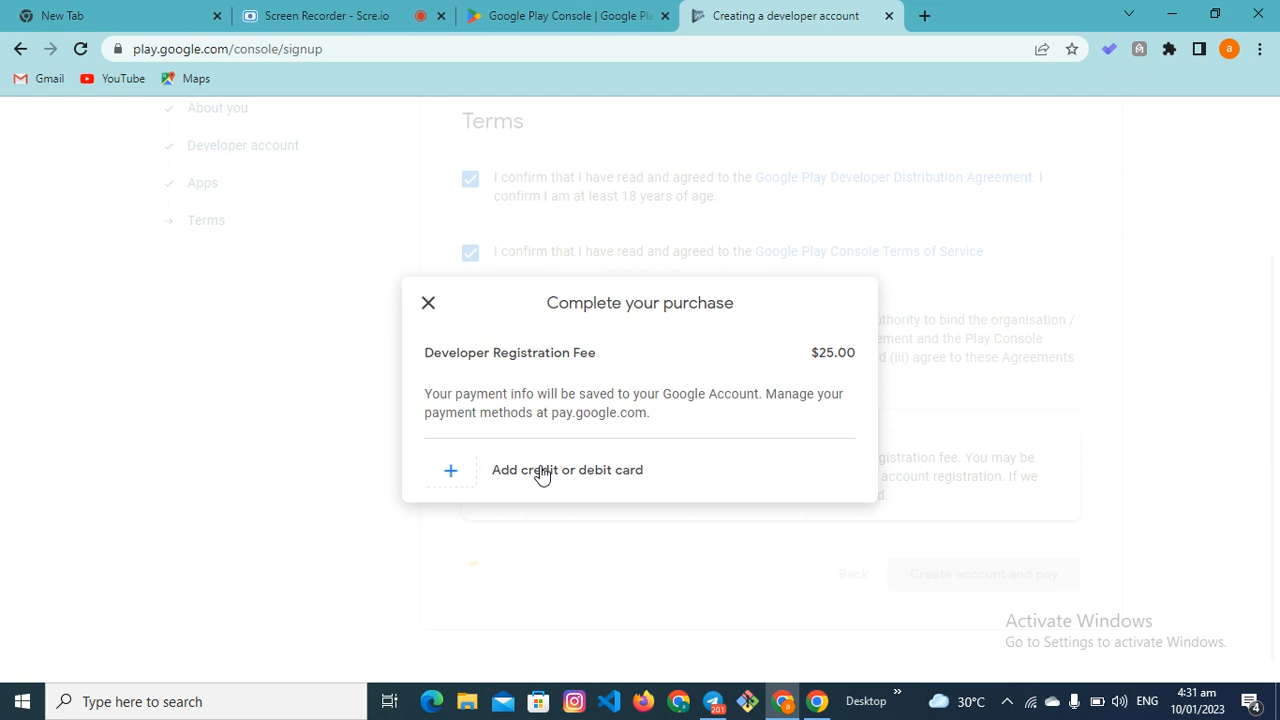 New Tab
Screen Recorder - Scre.io
Google Play Console | Google Pla
Creating a developer account
play.google.com/console/signup
a
Gmail
YouTube
Maps
About you
Developer account
Apps
Terms
Terms
I confirm that I have read and agreed to the Google Play Developer Distribution Agreement. I
confirm I am at least 18 years of age.
I confirm that I have read and agreed to the Google Play Console Terms of Service
uthority to bind the organisation /
ement and the Play Console
d (iii) agree to these Agreements
Complete your purchase
Developer Registration Fee
$25.00
Your payment info will be saved to your Google Account. Manage your
payment methods at pay.google.com.
Add credit or debit card
gistration fee. You may be
account registration. If we
d.
Back
Create account and pay
Activate Windows
Go to Settings to activate Windows.
Type here to search
201
Desktop
30°C
ENG
4:31 am
10/01/2023
4